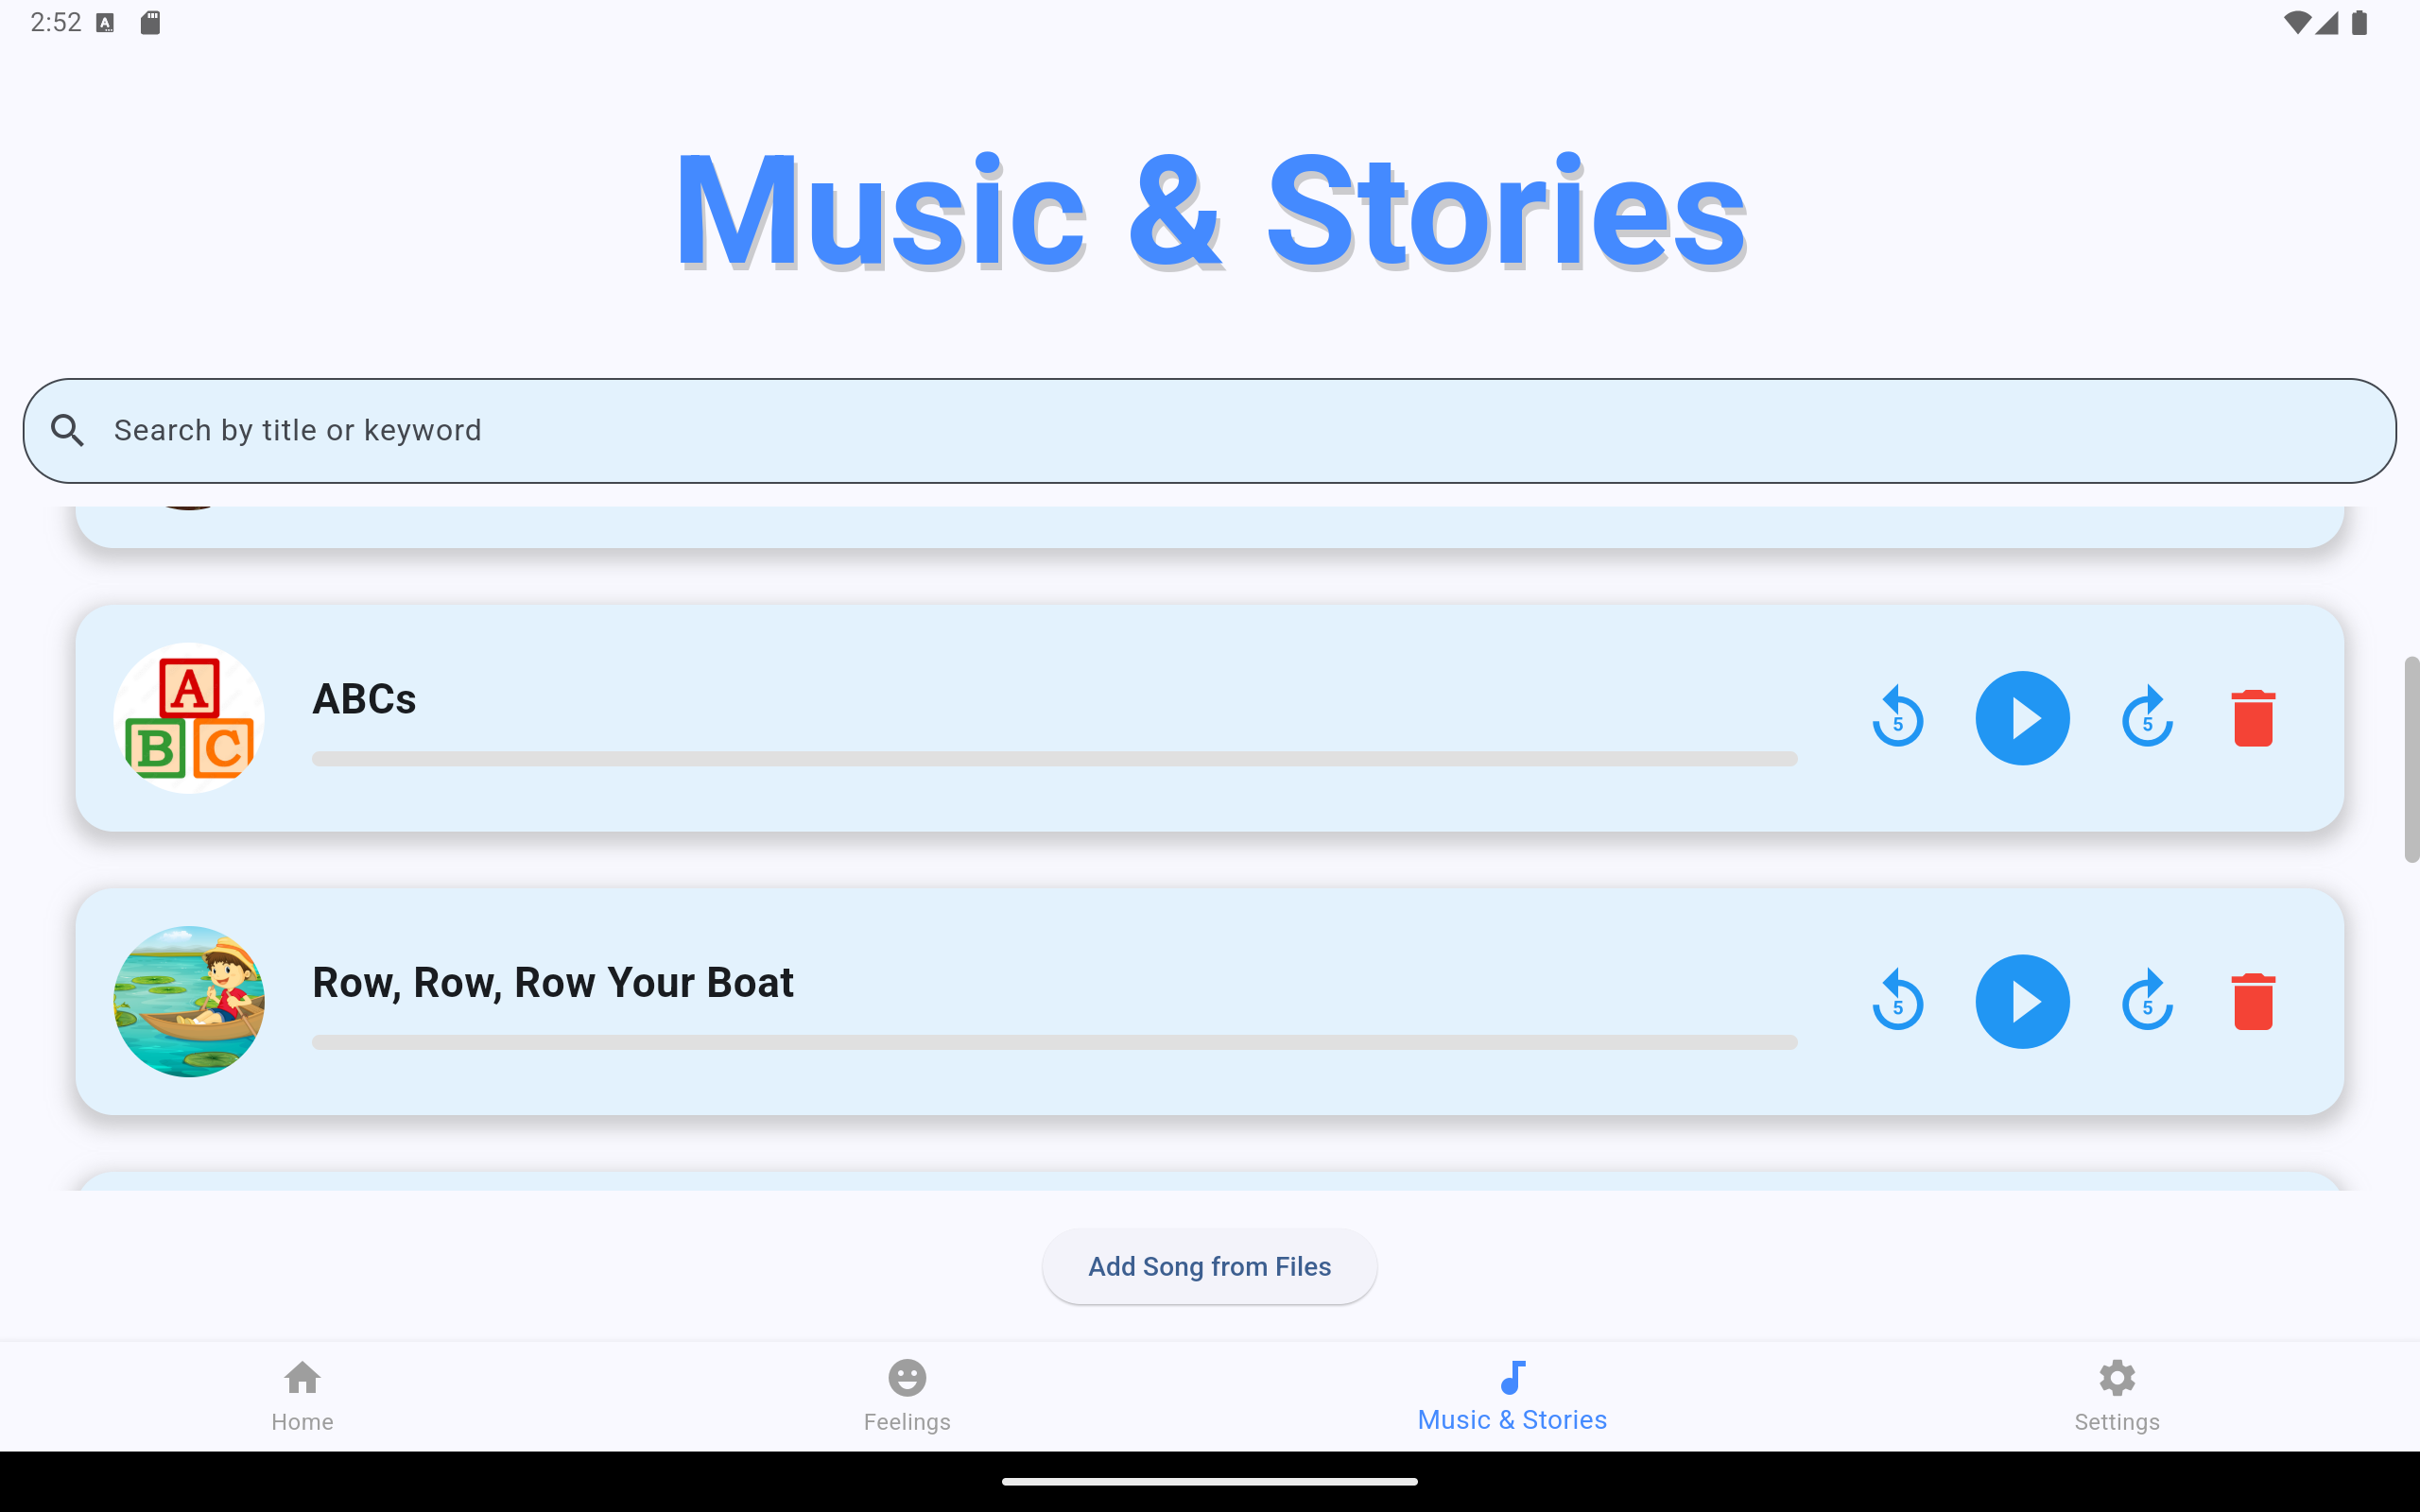 2:52
A
Music & Stories
Search by title or keyword
A
B C
ABCs
5
5
Row, Row, Row Your Boat
5
5
Add Song from Files
Home
Feelings
Music & Stories
Settings